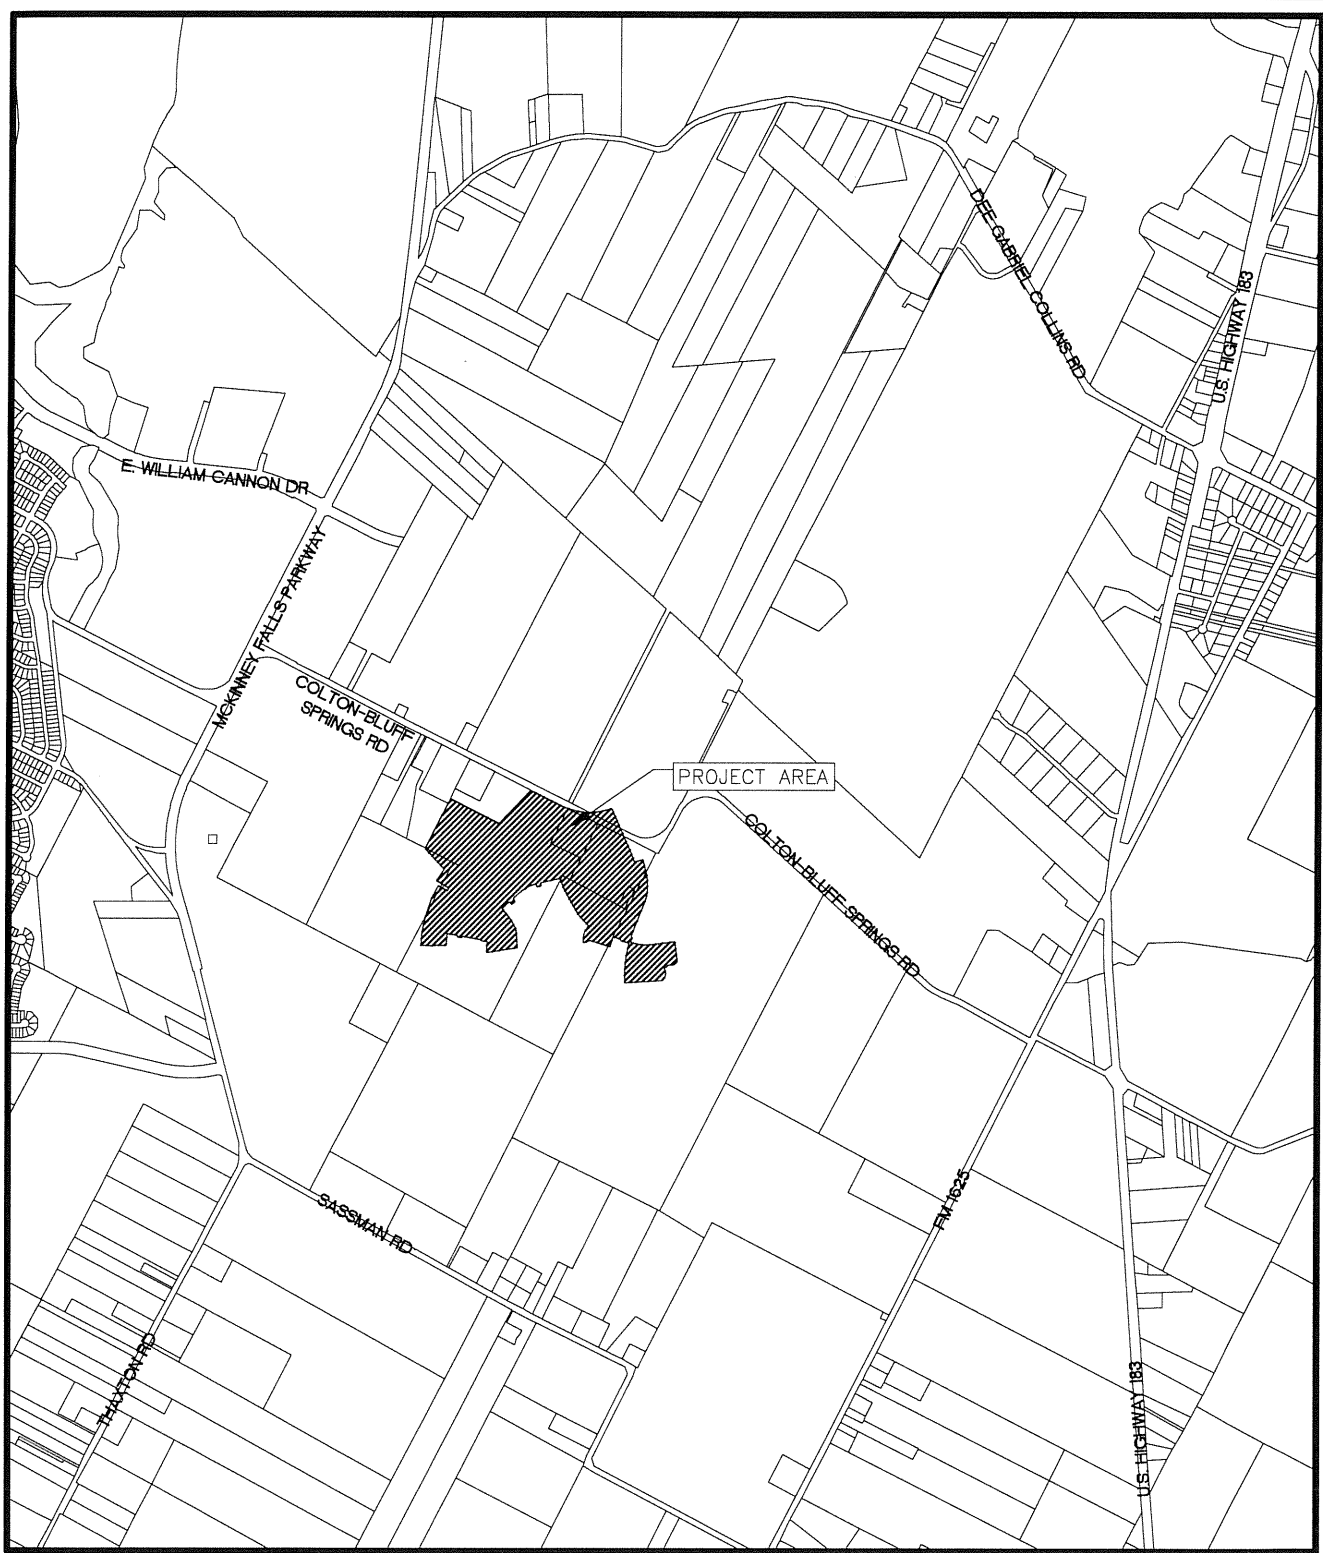 DEE GABRIEL COLLINS RD
U.S. HIGHWAY 183
E. WILLIAM CANNON DR
MCKINNEY FALLS PARKWAY
COLTON-BLUFF
SPRINGS RD
PROJECT AREA
COLTON-BLUFF SPRINGS RD
FM 1625
SASSMAN RD
THAXTON RD
U.S. HIGHWAY 183